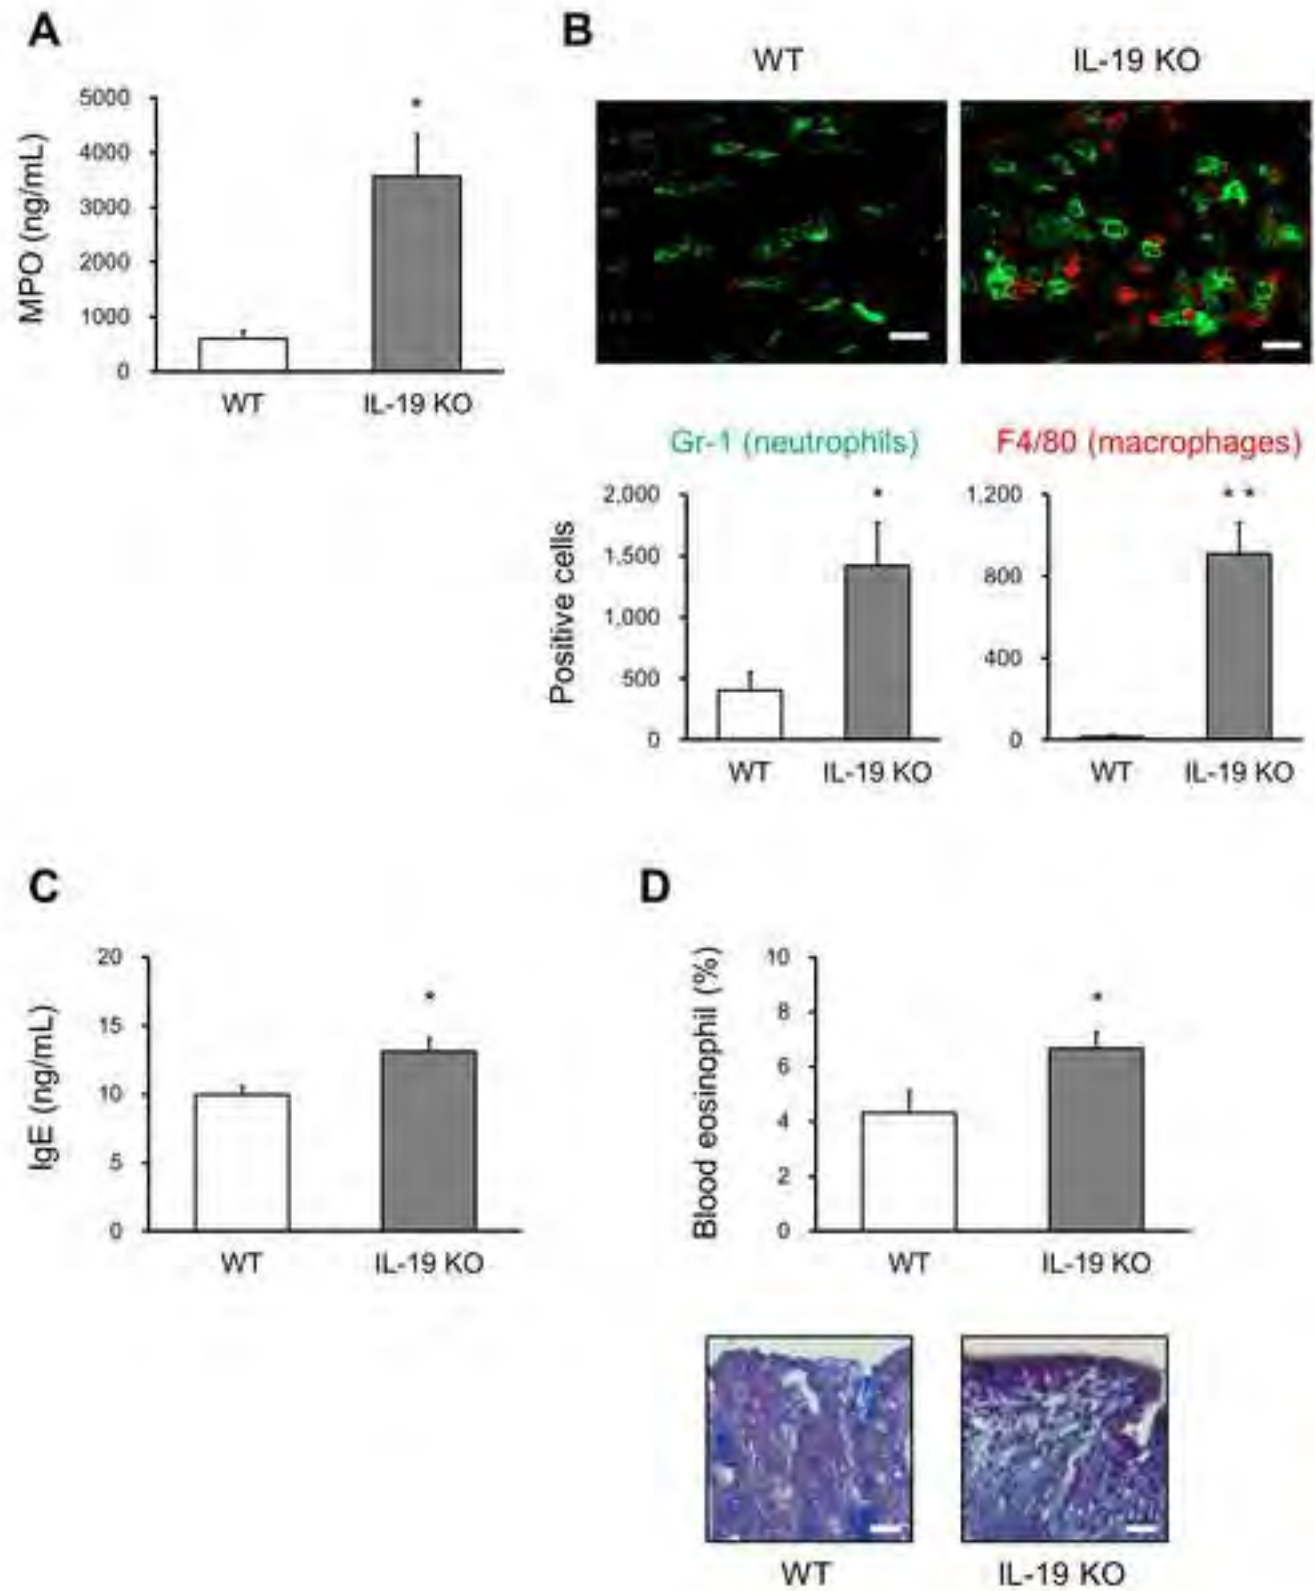 A
MPO (ng/mL)
5000
4000
3000
2000
1000
0
*
WT IL-19 KO
B
WT IL-19 KO
Gr-1 (neutrophils) F4/80 (macrophages)
Positive cells
2,000
1,500
1,000
500
0
*
WT IL-19 KO
1,200
800
400
0
**
WT IL-19 KO
C
IgE (ng/mL)
20
15
10
5
0
*
WT IL-19 KO
D
Blood eosinophil (%)
10
8
6
4
2
0
*
WT IL-19 KO
WT IL-19 KO